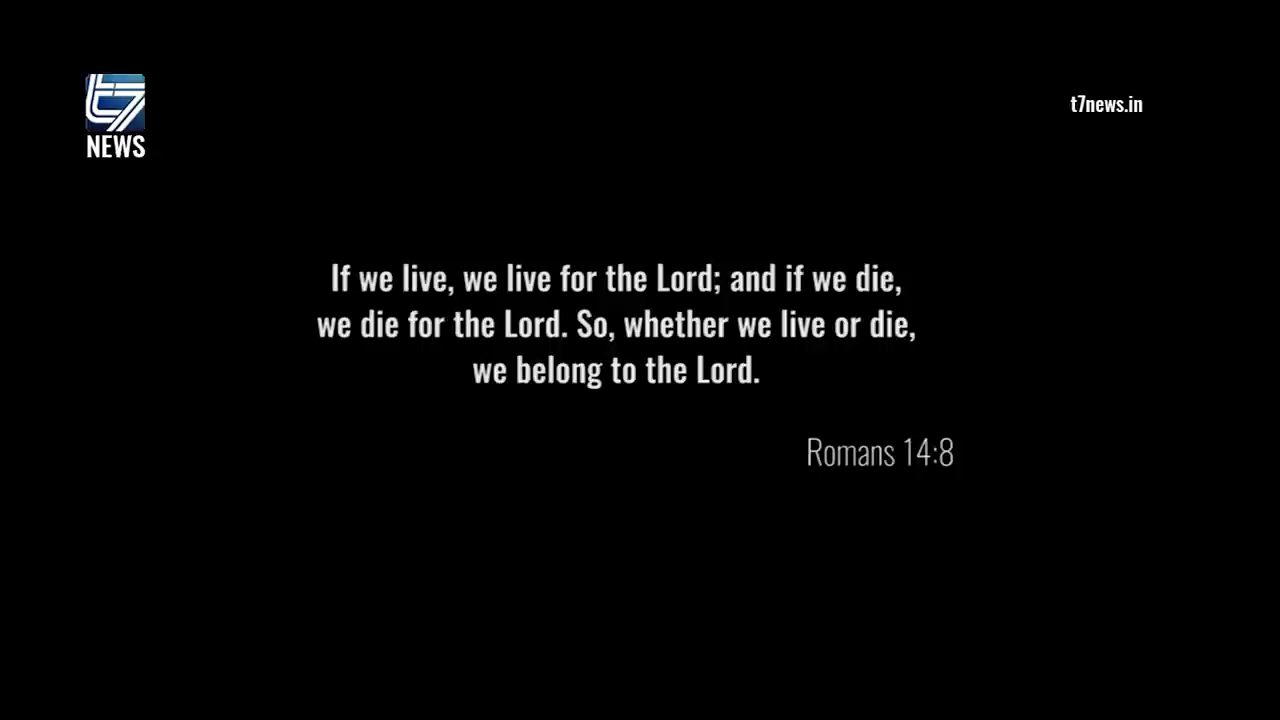 t7
NEWS
t7news.in
If we live, we live for the Lord; and if we die,
we die for the Lord. So, whether we live or die,
we belong to the Lord.
Romans 14:8